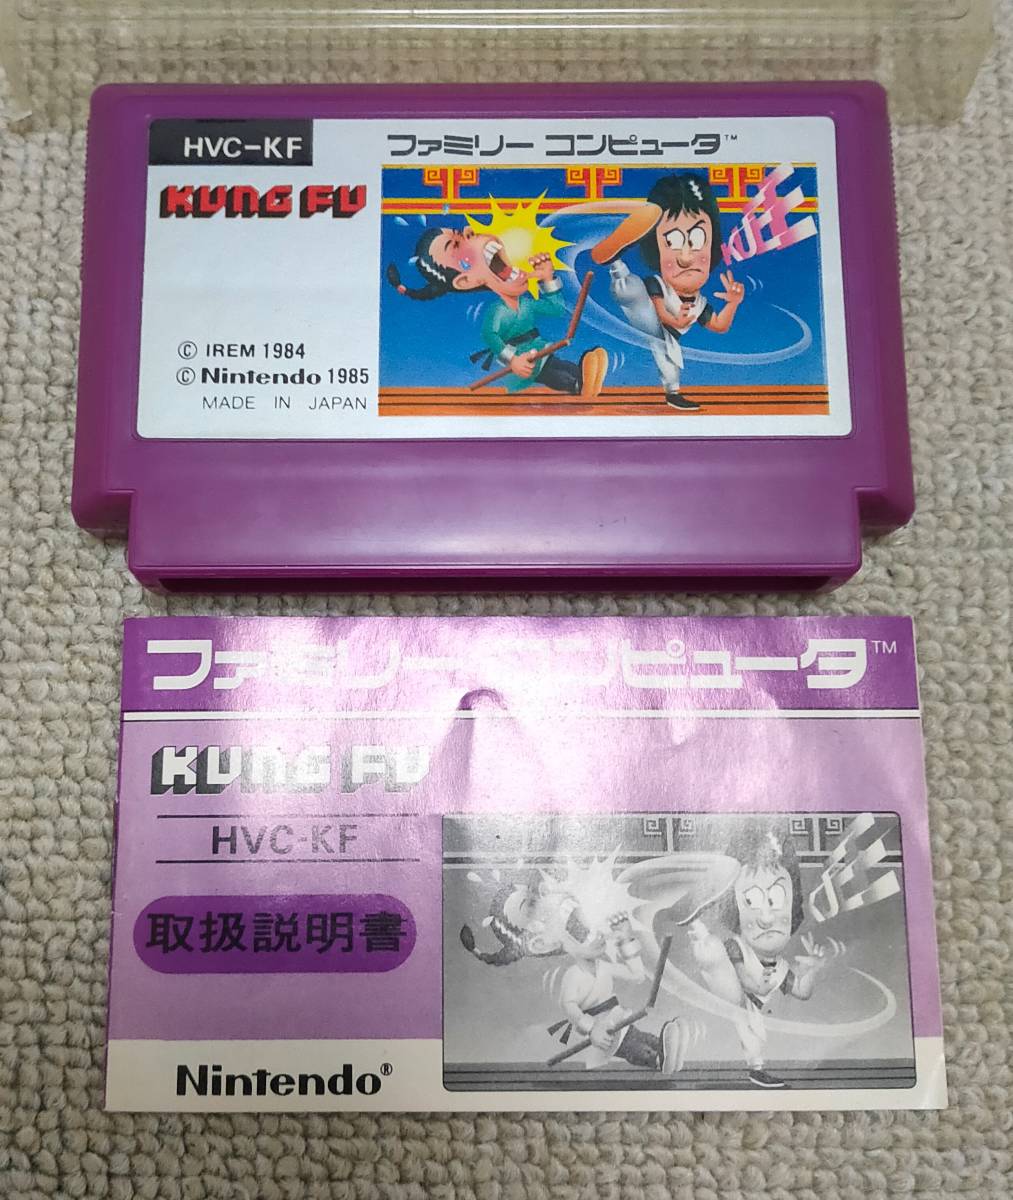 HVC-KF
ファミリー コンピュータ™
KUNG FU
© IREM 1984
© Nintendo 1985
MADE IN JAPAN
ファミリー コンピュータ™
KUNG FU
HVC-KF
取扱説明書
Nintendo®